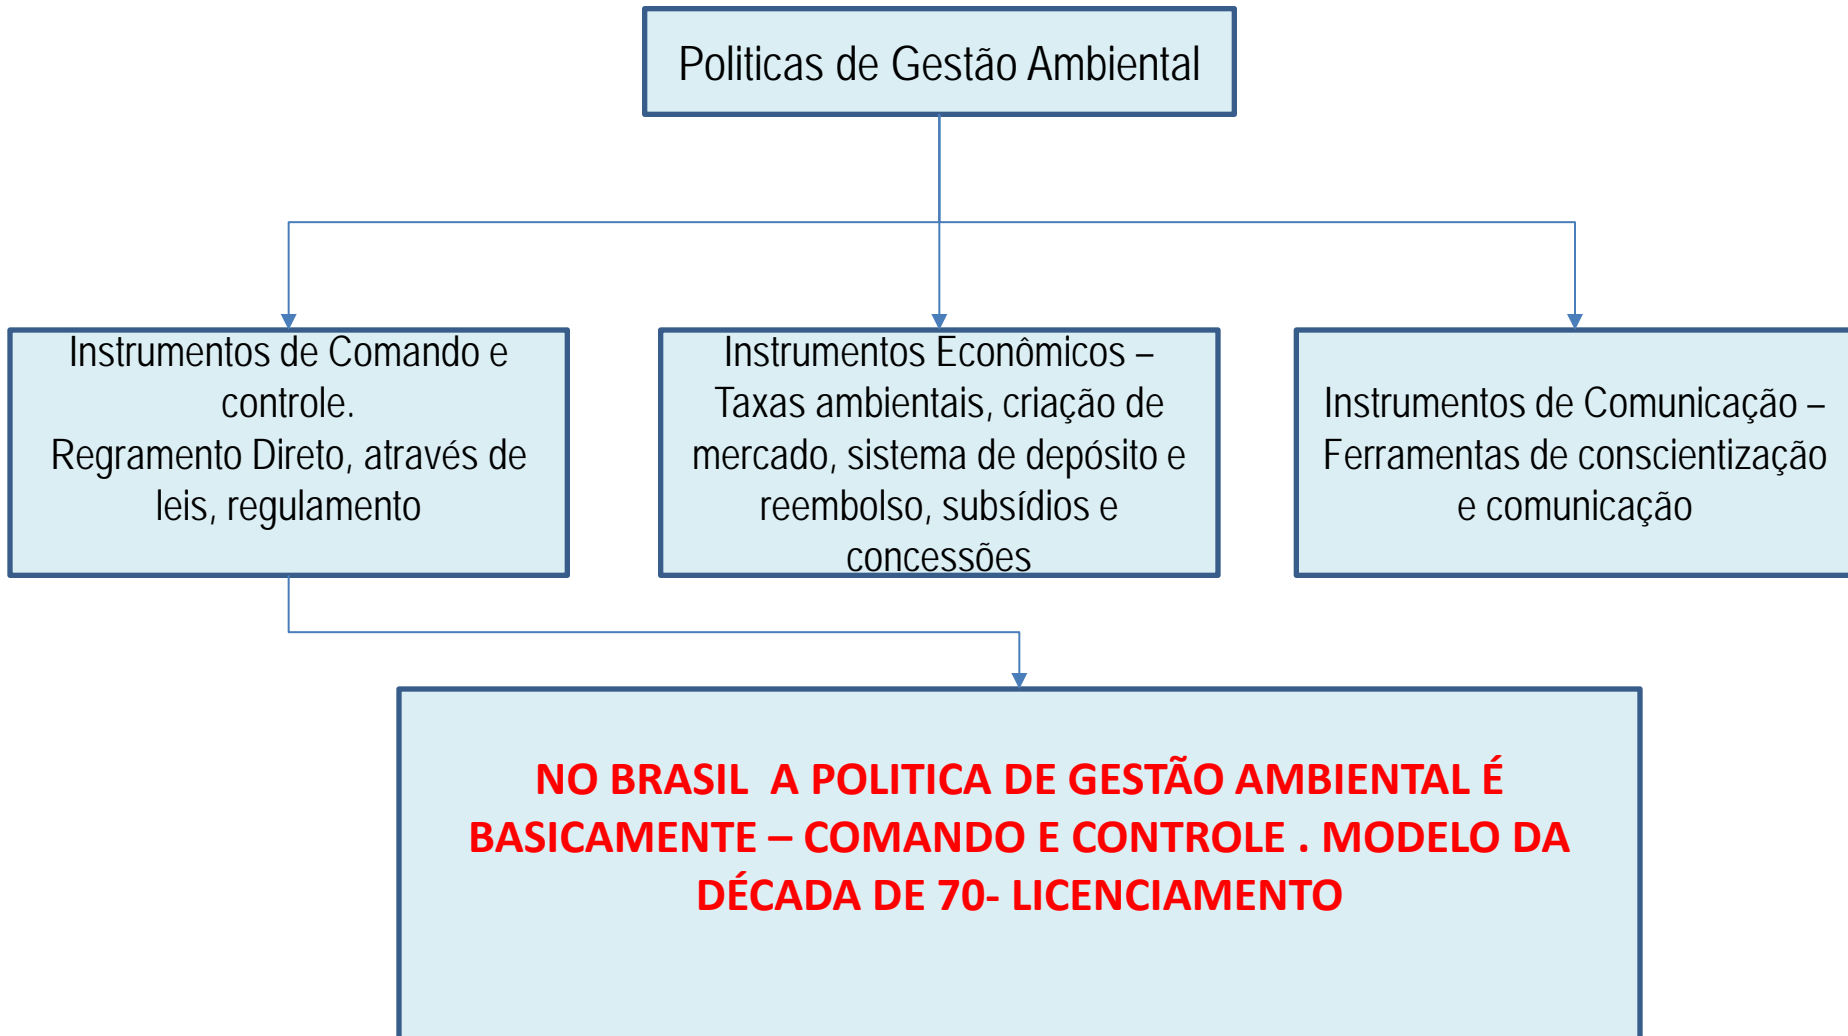 Politicas de Gestão Ambiental
Instrumentos de Comando e
controle.
Regramento Direto, através de
leis, regulamento
Instrumentos Econômicos –
Taxas ambientais, criação de
mercado, sistema de depósito e
reembolso, subsídios e
concessões
Instrumentos de Comunicação –
Ferramentas de conscientização
e comunicação
NO BRASIL  A POLITICA DE GESTÃO AMBIENTAL É
BASICAMENTE – COMANDO E CONTROLE . MODELO DA
DÉCADA DE 70- LICENCIAMENTO